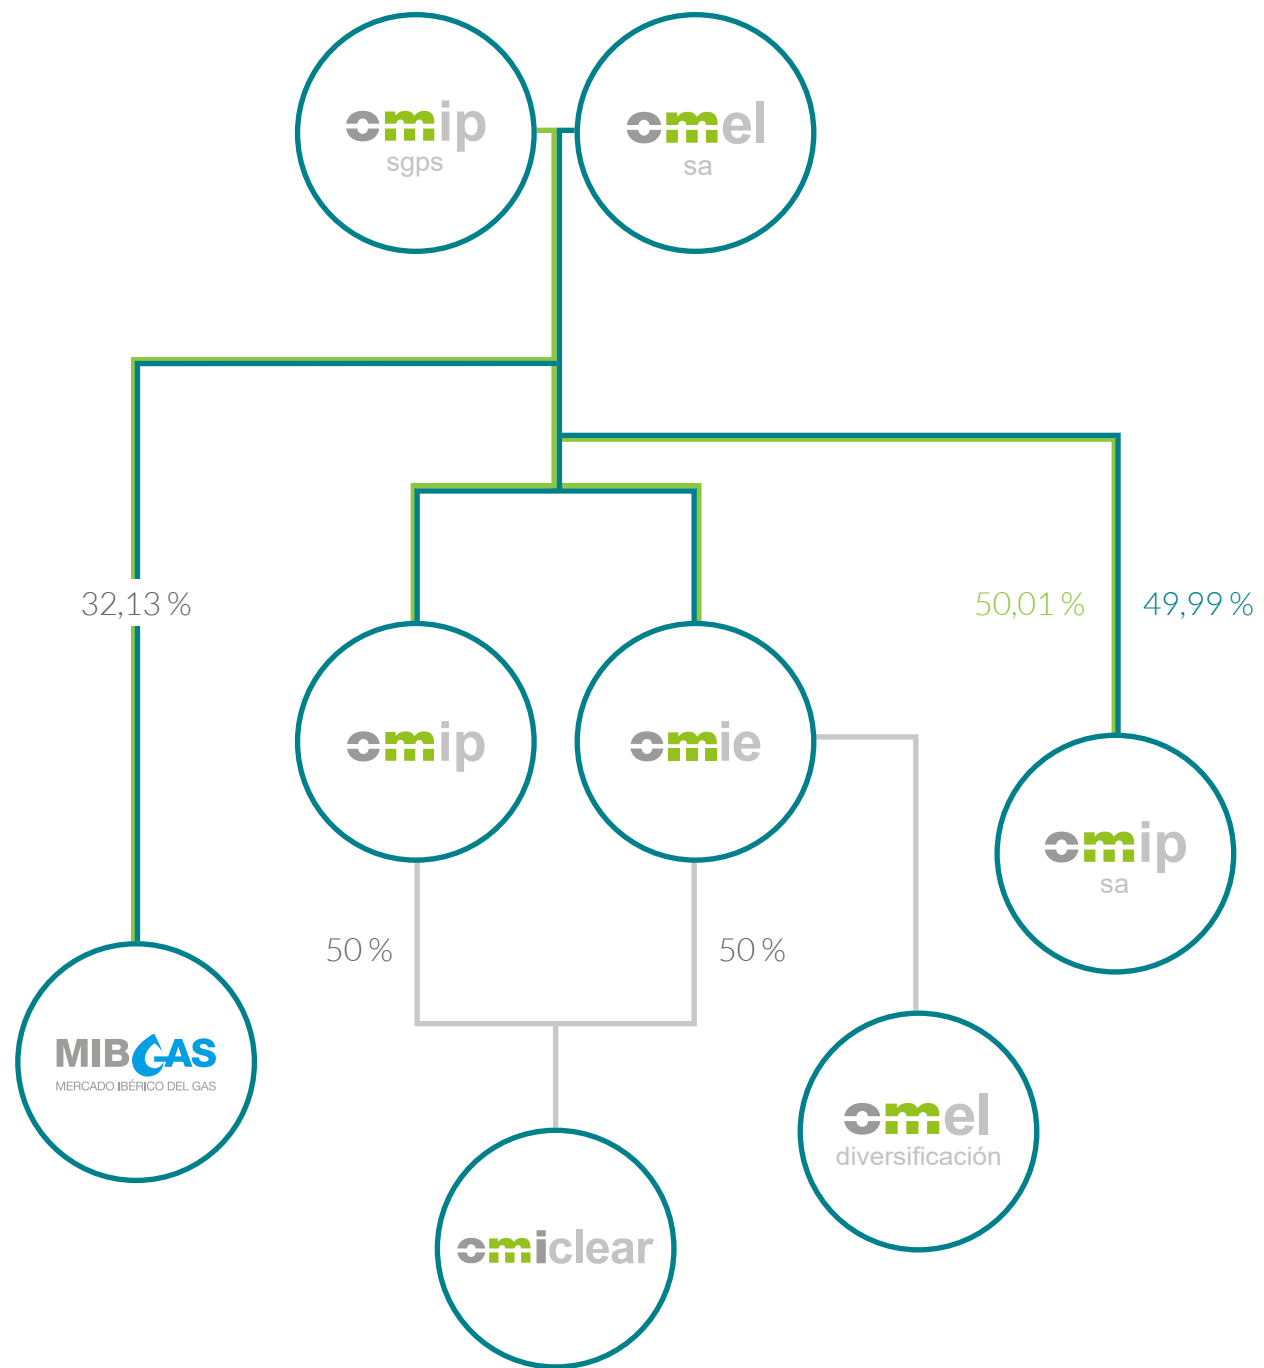 omip
sgps
omel
sa
32,13 %
50,01 %
49,99 %
omip
omie
omip
sa
50 %
50 %
MIBGAS
MERCADO IBÉRICO DEL GAS
omel
diversificación
omiclear